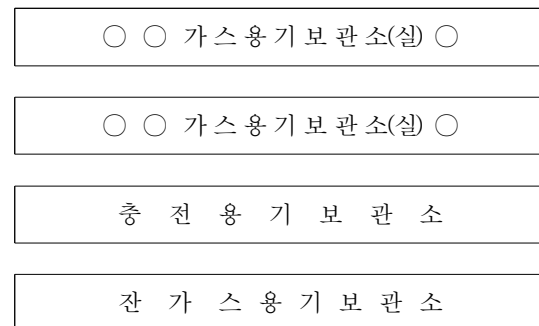 ○ ○ 가 스 용 기 보 관 소(실) ○
○ ○ 가 스 용 기 보 관 소(실) ○
충 전 용 기 보 관 소
잔 가 스 용 기 보 관 소